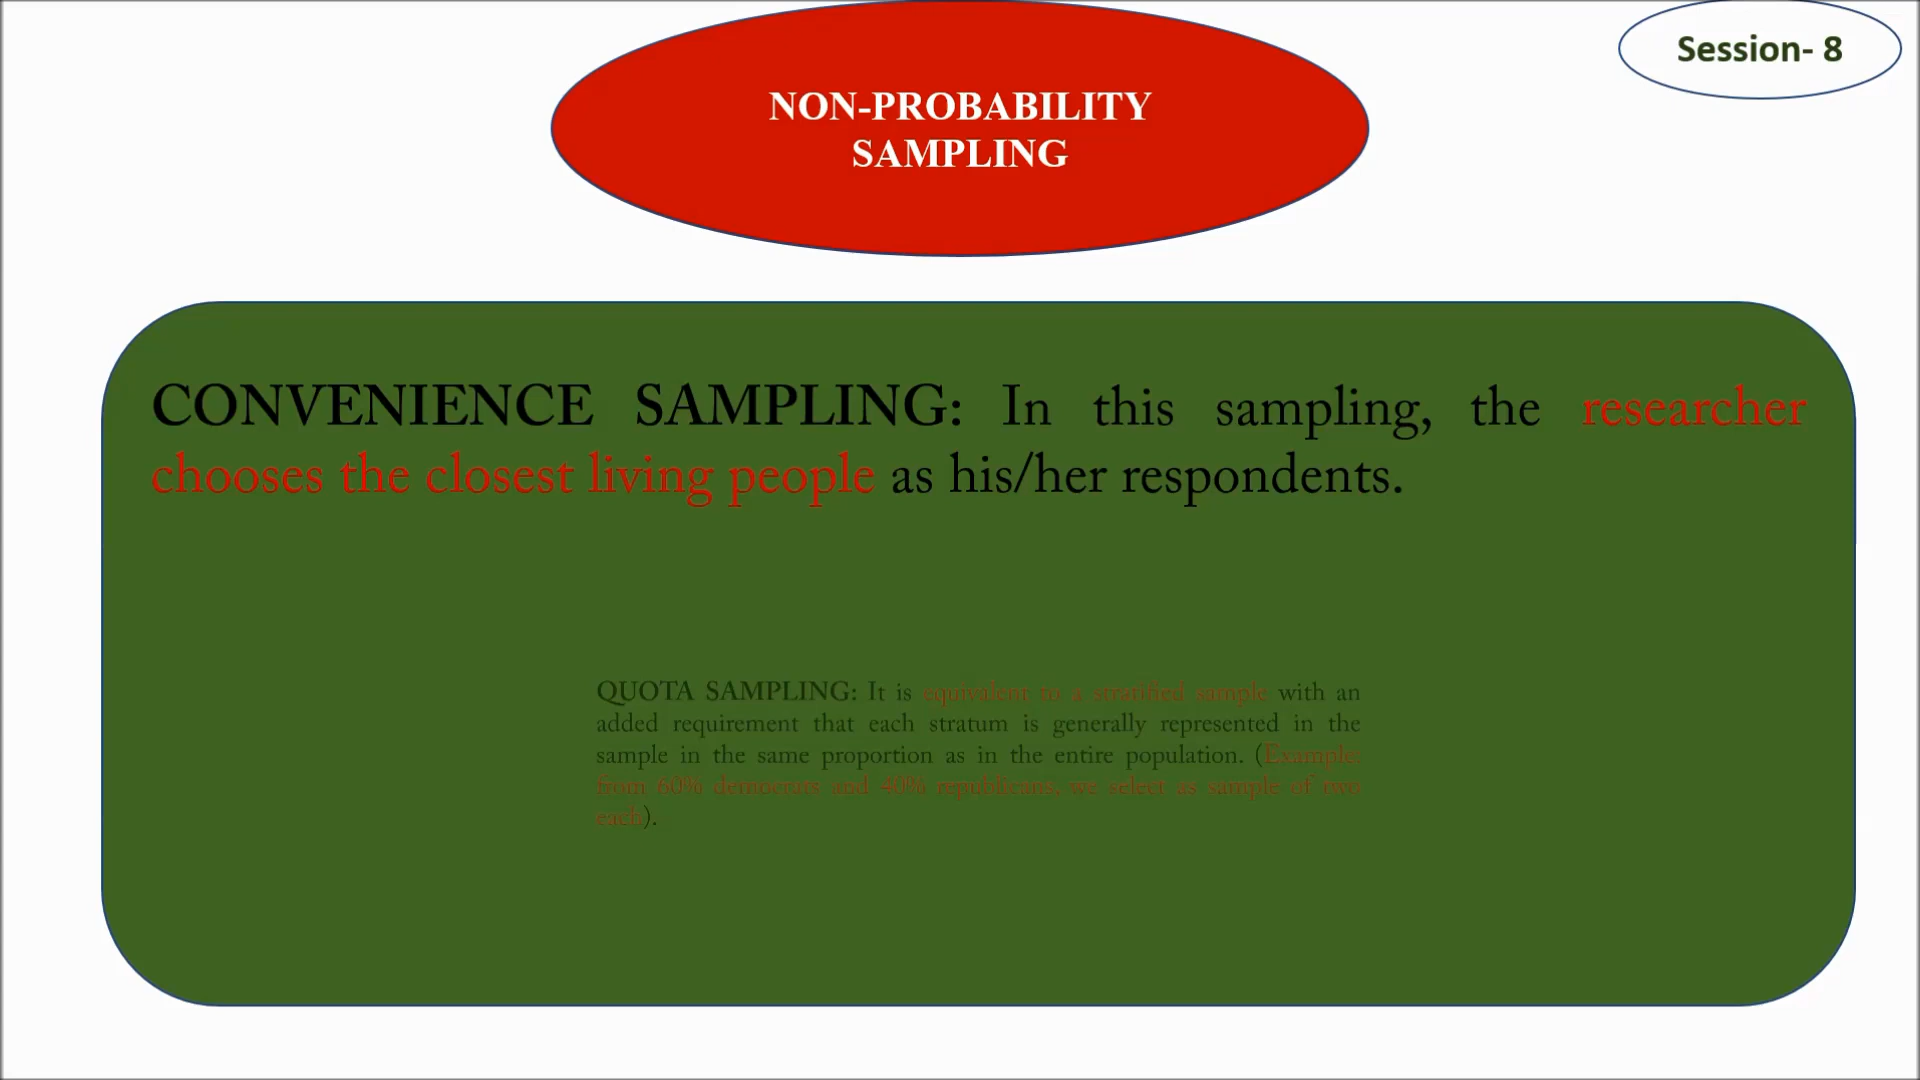 Session- 8
NON-PROBABILITY
SAMPLING
CONVENIENCE SAMPLING: In this sampling, the researcher
chooses the closest living people as his/her respondents.
QUOTA SAMPLING: It is equivalent to a stratified sample with an
added requirement that each stratum is generally represented in the
sample in the same proportion as in the entire population. (Example:
from 60% democrats and 40% republicans, we select as sample of two
each).